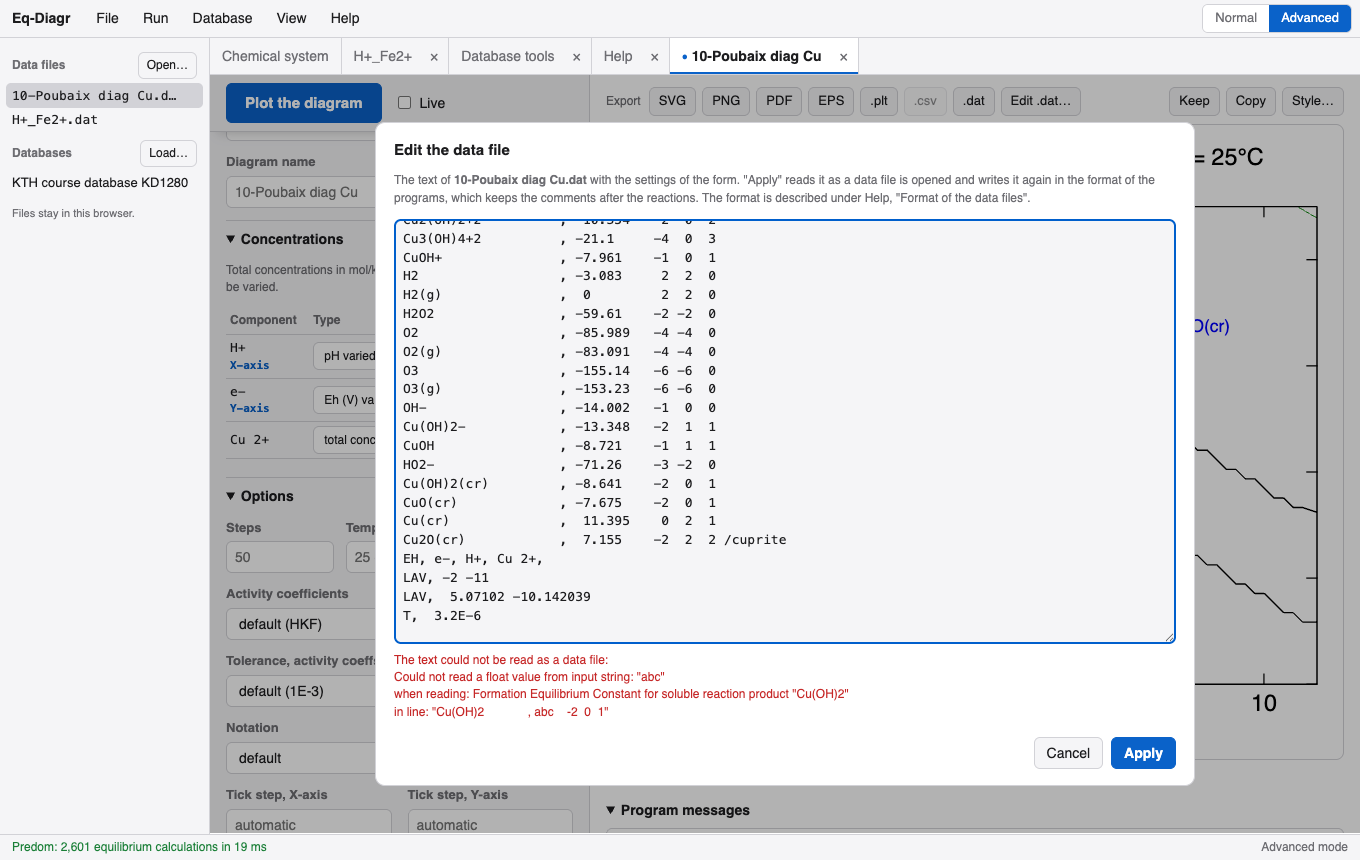 Eq-Diagr File Run Database View Help Normal Advanced
Data files Open…
10-Poubaix diag Cu.d…
H+_Fe2+.dat
Databases Load…
KTH course database KD1280
Files stay in this browser.
Chemical system H+_Fe2+ × Database tools × Help × • 10-Poubaix diag Cu ×
Plot the diagram Live Export SVG PNG PDF EPS .plt .csv .dat Edit .dat… Keep Copy Style…
Diagram name
10-Poubaix diag Cu
Concentrations
Total concentrations in mol/k
be varied.
Component Type
H+ pH varied
X-axis
e- Eh (V) va
Y-axis
Cu 2+ total conc
Options
Steps Temp
50 25
Activity coefficients
default (HKF)
Tolerance, activity coeffs
default (1E-3)
Notation
default
Tick step, X-axis Tick step, Y-axis
automatic automatic
Edit the data file
The text of 10-Poubaix diag Cu.dat with the settings of the form. "Apply" reads it as a data file is opened and writes it again in the format of the
programs, which keeps the comments after the reactions. The format is described under Help, "Format of the data files".
Cu3(OH)4+2 , -21.1 -4 0 3
CuOH+ , -7.961 -1 0 1
H2 , -3.083 2 2 0
H2(g) , 0 2 2 0
H2O2 , -59.61 -2 -2 0
O2 , -85.989 -4 -4 0
O2(g) , -83.091 -4 -4 0
O3 , -155.14 -6 -6 0
O3(g) , -153.23 -6 -6 0
OH- , -14.002 -1 0 0
Cu(OH)2- , -13.348 -2 1 1
CuOH , -8.721 -1 1 1
HO2- , -71.26 -3 -2 0
Cu(OH)2(cr) , -8.641 -2 0 1
CuO(cr) , -7.675 -2 0 1
Cu(cr) , 11.395 0 2 1
Cu2O(cr) , 7.155 -2 2 2 /cuprite
EH, e-, H+, Cu 2+,
LAV, -2 -11
LAV, 5.07102 -10.142039
T, 3.2E-6
The text could not be read as a data file:
Could not read a float value from input string: "abc"
when reading: Formation Equilibrium Constant for soluble reaction product "Cu(OH)2"
in line: "Cu(OH)2 , abc -2 0 1"
Cancel Apply
= 25°C
O(cr)
10
Program messages
Predom: 2,601 equilibrium calculations in 19 ms Advanced mode